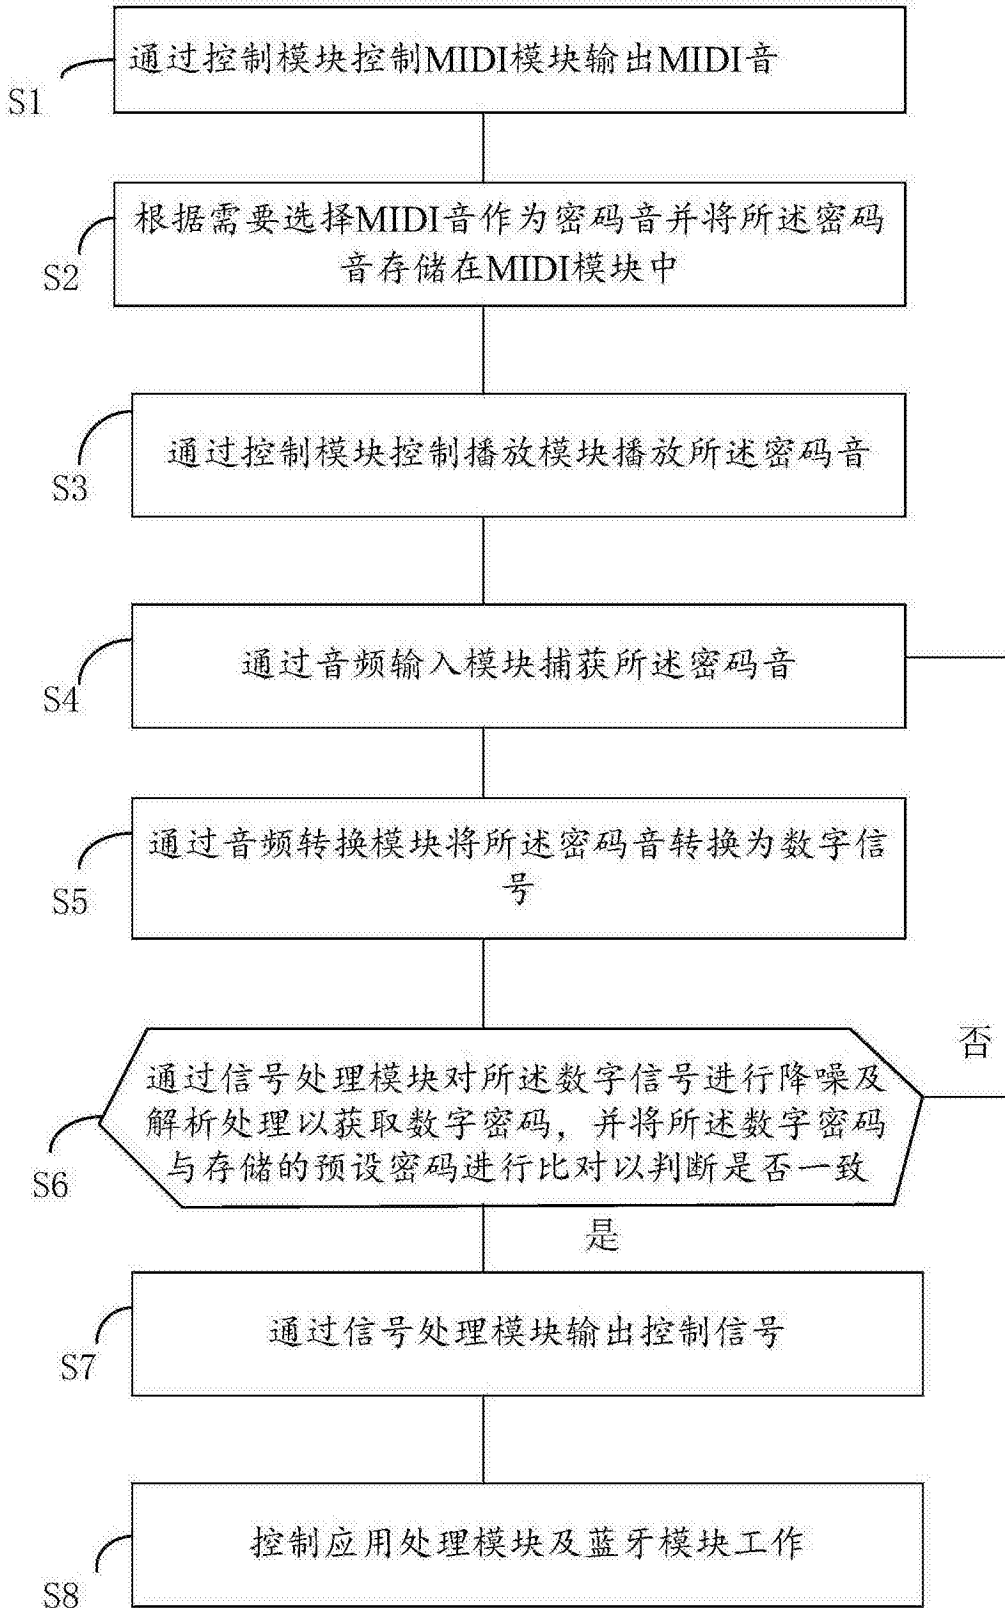 通过控制模块控制MIDI模块输出MIDI音
S1
根据需要选择MIDI音作为密码音并将所述密码
音存储在MIDI模块中
S2
通过控制模块控制播放模块播放所述密码音
S3
通过音频输入模块捕获所述密码音
S4
通过音频转换模块将所述密码音转换为数字信
号
S5
否
通过信号处理模块对所述数字信号进行降噪及
解析处理以获取数字密码，并将所述数字密码
与存储的预设密码进行比对以判断是否一致
S6
是
通过信号处理模块输出控制信号
S7
控制应用处理模块及蓝牙模块工作
S8